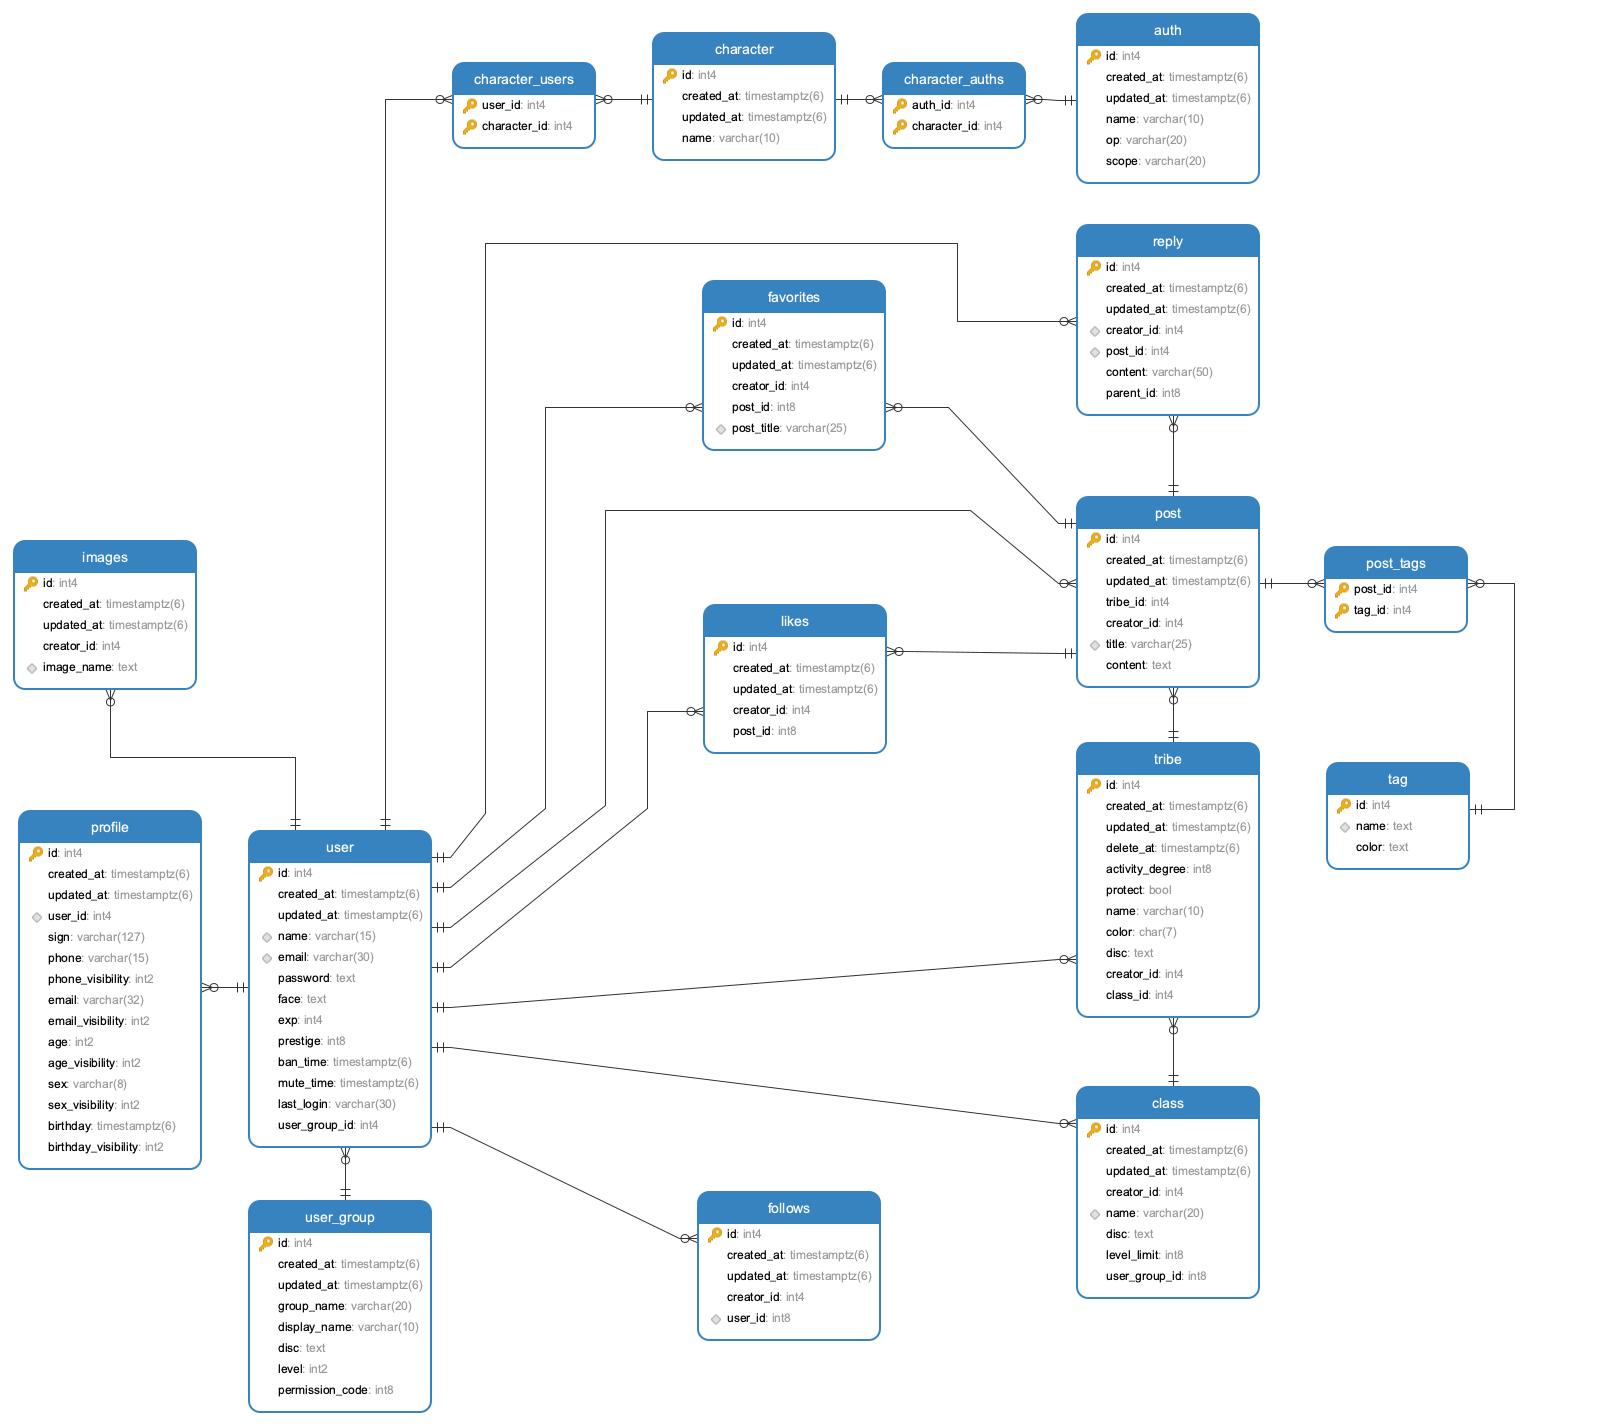 character_users
user_id: int4
character_id: int4
character
id: int4
created_at: timestamptz(6)
updated_at: timestamptz(6)
name: varchar(10)
character_auths
auth_id: int4
character_id: int4
auth
id: int4
created_at: timestamptz(6)
updated_at: timestamptz(6)
name: varchar(10)
op: varchar(20)
scope: varchar(20)
reply
id: int4
created_at: timestamptz(6)
updated_at: timestamptz(6)
creator_id: int4
post_id: int4
content: varchar(50)
parent_id: int8
favorites
id: int4
created_at: timestamptz(6)
updated_at: timestamptz(6)
creator_id: int4
post_id: int8
post_title: varchar(25)
post
id: int4
created_at: timestamptz(6)
updated_at: timestamptz(6)
tribe_id: int4
creator_id: int4
title: varchar(25)
content: text
post_tags
post_id: int4
tag_id: int4
images
id: int4
created_at: timestamptz(6)
updated_at: timestamptz(6)
creator_id: int4
image_name: text
likes
id: int4
created_at: timestamptz(6)
updated_at: timestamptz(6)
creator_id: int4
post_id: int8
tribe
id: int4
created_at: timestamptz(6)
updated_at: timestamptz(6)
delete_at: timestamptz(6)
activity_degree: int8
protect: bool
name: varchar(10)
color: char(7)
disc: text
creator_id: int4
class_id: int4
tag
id: int4
name: text
color: text
profile
id: int4
created_at: timestamptz(6)
updated_at: timestamptz(6)
user_id: int4
sign: varchar(127)
phone: varchar(15)
phone_visibility: int2
email: varchar(32)
email_visibility: int2
age: int2
age_visibility: int2
sex: varchar(8)
sex_visibility: int2
birthday: timestamptz(6)
birthday_visibility: int2
user
id: int4
created_at: timestamptz(6)
updated_at: timestamptz(6)
name: varchar(15)
email: varchar(30)
password: text
face: text
exp: int4
prestige: int8
ban_time: timestamptz(6)
mute_time: timestamptz(6)
last_login: varchar(30)
user_group_id: int4
class
id: int4
created_at: timestamptz(6)
updated_at: timestamptz(6)
creator_id: int4
name: varchar(20)
disc: text
level_limit: int8
user_group_id: int8
user_group
id: int4
created_at: timestamptz(6)
updated_at: timestamptz(6)
group_name: varchar(20)
display_name: varchar(10)
disc: text
level: int2
permission_code: int8
follows
id: int4
created_at: timestamptz(6)
updated_at: timestamptz(6)
creator_id: int4
user_id: int8